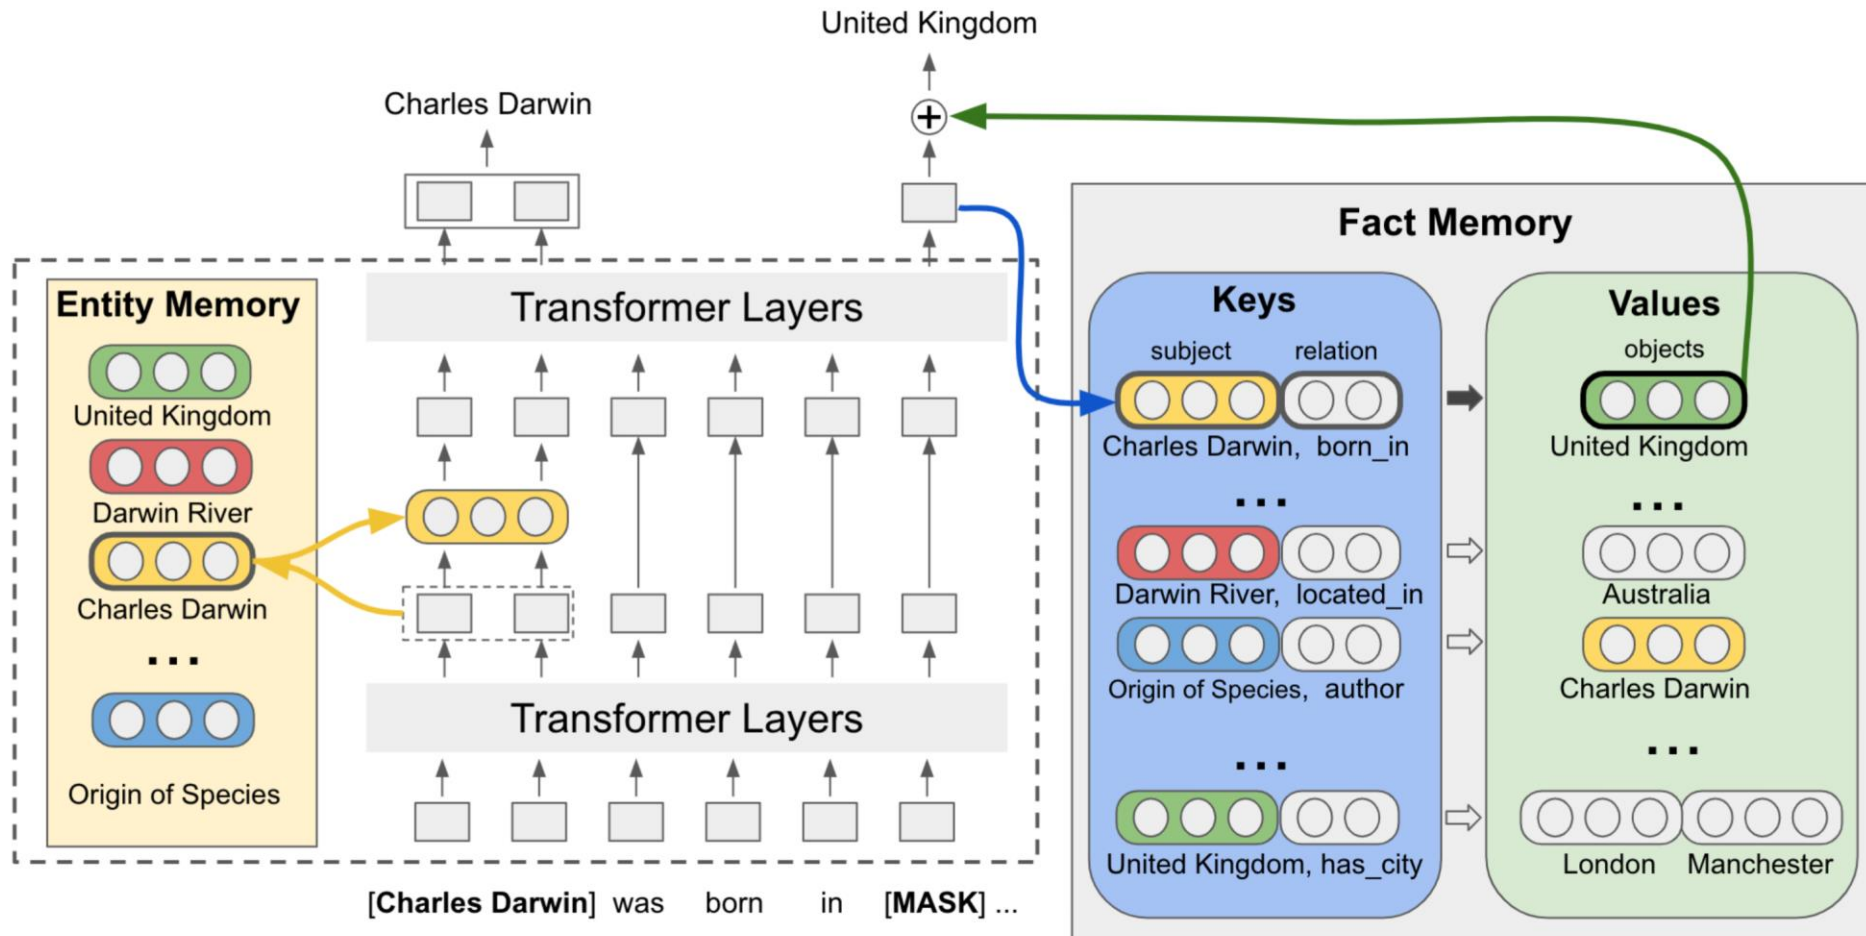 United Kingdom
Charles Darwin
+
Fact Memory
Entity Memory
United Kingdom
Darwin River
Charles Darwin
...
Origin of Species
Transformer Layers
Transformer Layers
[Charles Darwin] was born in [MASK] ...
Keys
subject relation
Charles Darwin, born_in
...
Darwin River, located_in
Origin of Species, author
...
United Kingdom, has_city
Values
objects
United Kingdom
...
Australia
Charles Darwin
...
London Manchester